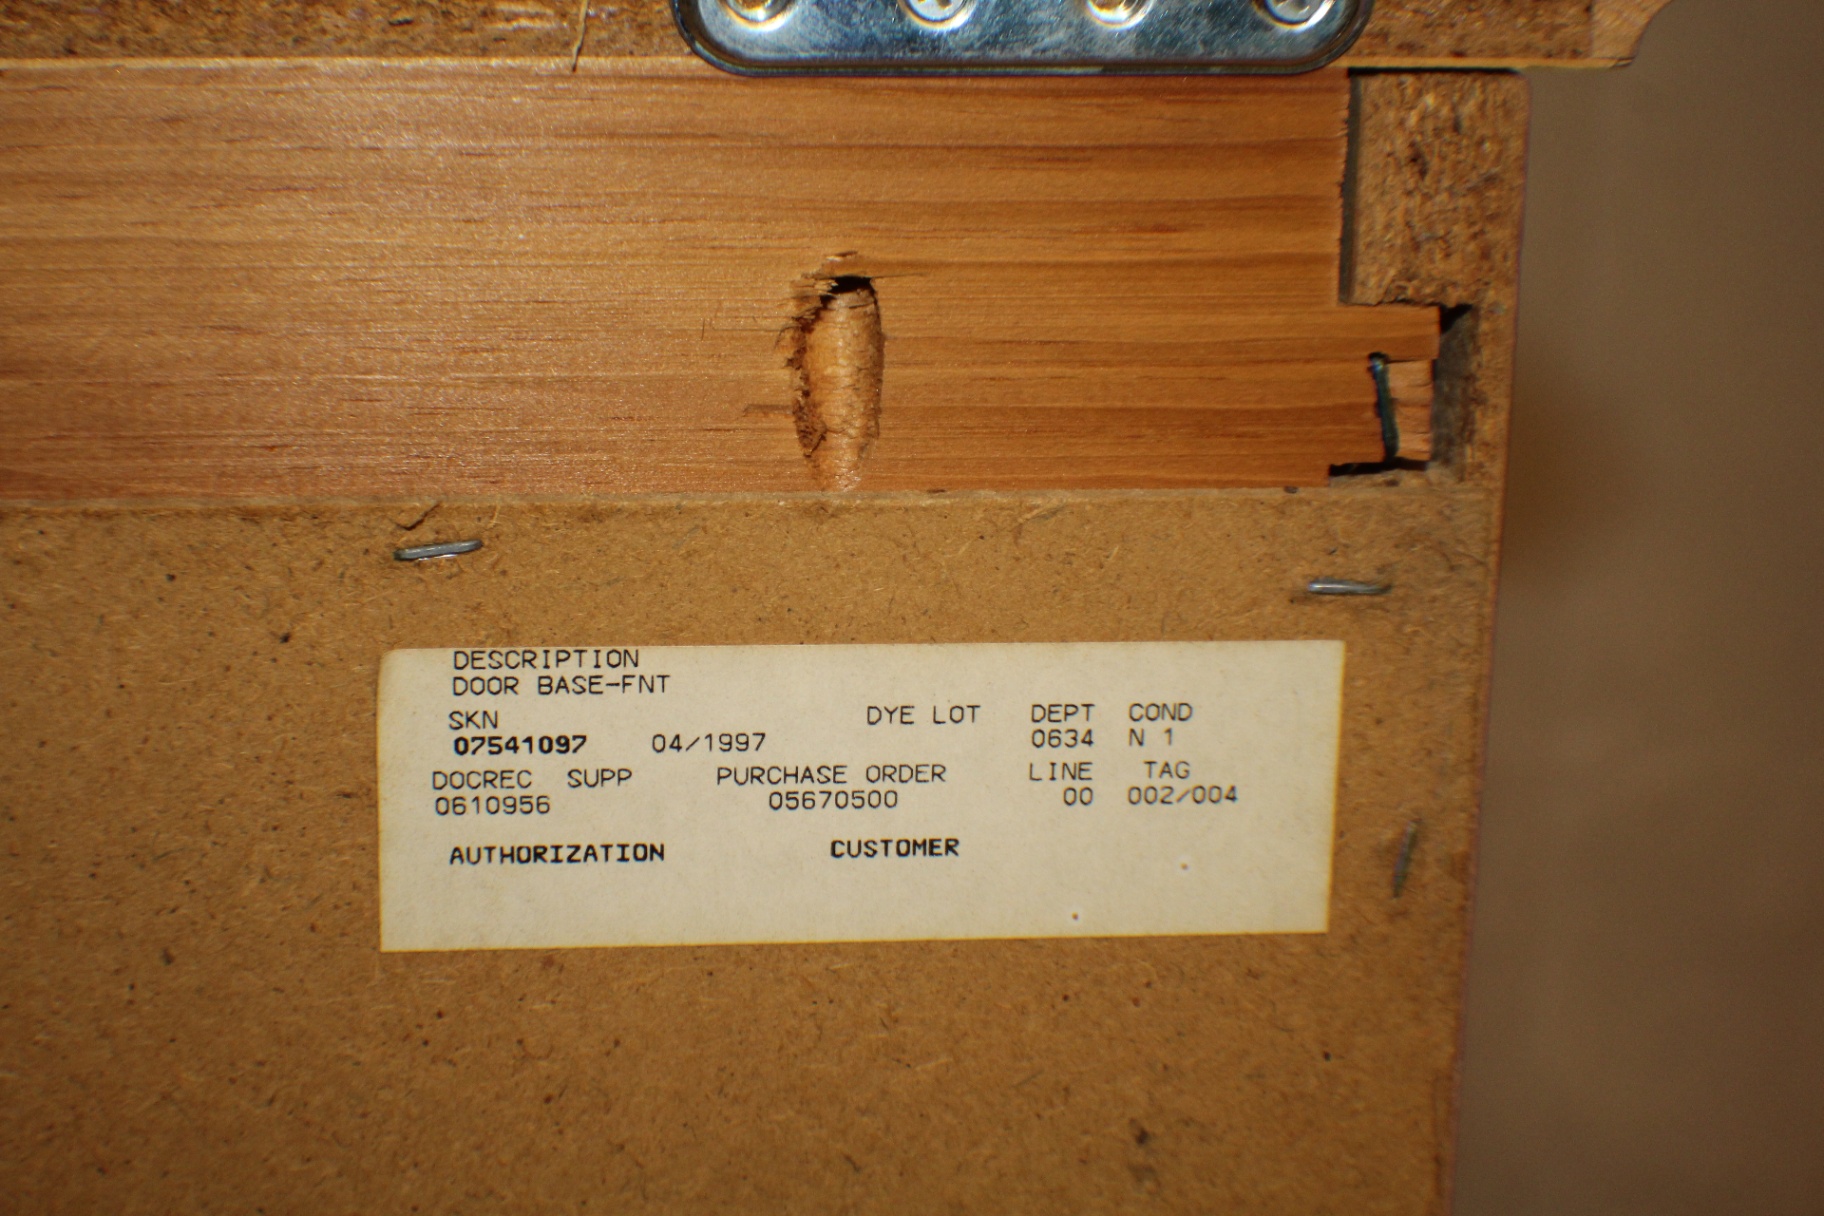 DESCRIPTION
DOOR BASE-FNT
SKN DYE LOT DEPT COND
07541097 04/1997 0634 N 1
DOCREC SUPP PURCHASE ORDER LINE TAG
0610956 05670500 00 002/004
AUTHORIZATION CUSTOMER